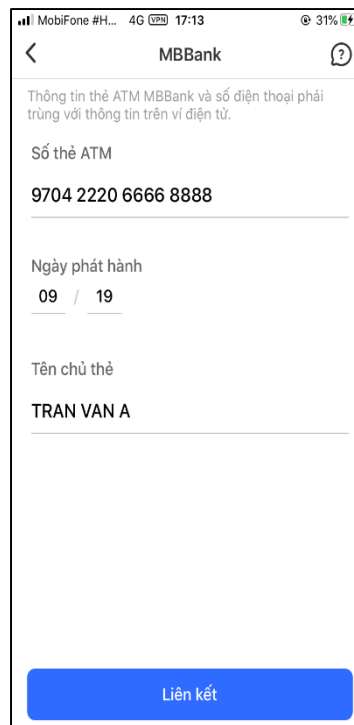 MobiFone #H... 4G VPN 17:13 31%
MBBank
Thông tin thẻ ATM MBBank và số điện thoại phải
trùng với thông tin trên ví điện tử.
Số thẻ ATM
9704 2220 6666 8888
Ngày phát hành
09 / 19
Tên chủ thẻ
TRAN VAN A
Liên kết